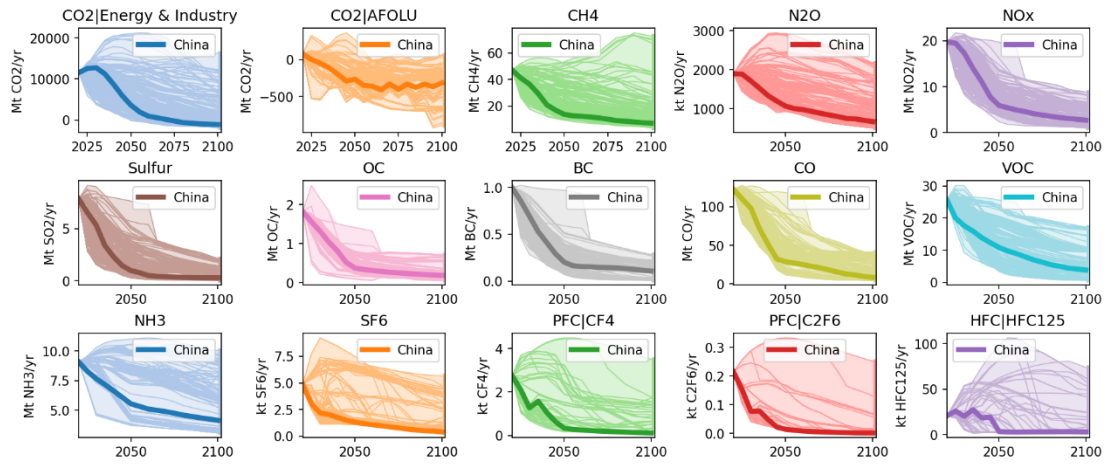 CO2|Energy & Industry
Mt CO2/yr
20000
10000
0
China
2025
2050
2075
2100
CO2|AFOLU
Mt CO2/yr
0
−500
China
2025
2050
2075
2100
CH4
Mt CH4/yr
60
40
20
China
2025
2050
2075
2100
N2O
kt N2O/yr
3000
2000
1000
China
2050
2100
NOx
Mt NO2/yr
20
10
0
China
2050
2100
Sulfur
Mt SO2/yr
5
0
China
2050
2100
OC
Mt OC/yr
2
1
0
China
2050
2100
BC
Mt BC/yr
1.0
0.5
0.0
China
2050
2100
CO
Mt CO/yr
100
50
0
China
2050
2100
VOC
Mt VOC/yr
30
20
10
0
China
2050
2100
NH3
Mt NH3/yr
10.0
7.5
5.0
China
2050
2100
SF6
kt SF6/yr
7.5
5.0
2.5
0.0
China
2050
2100
PFC|CF4
kt CF4/yr
4
2
0
China
2050
2100
PFC|C2F6
kt C2F6/yr
0.3
0.2
0.1
0.0
China
2050
2100
HFC|HFC125
kt HFC125/yr
100
50
0
China
2050
2100